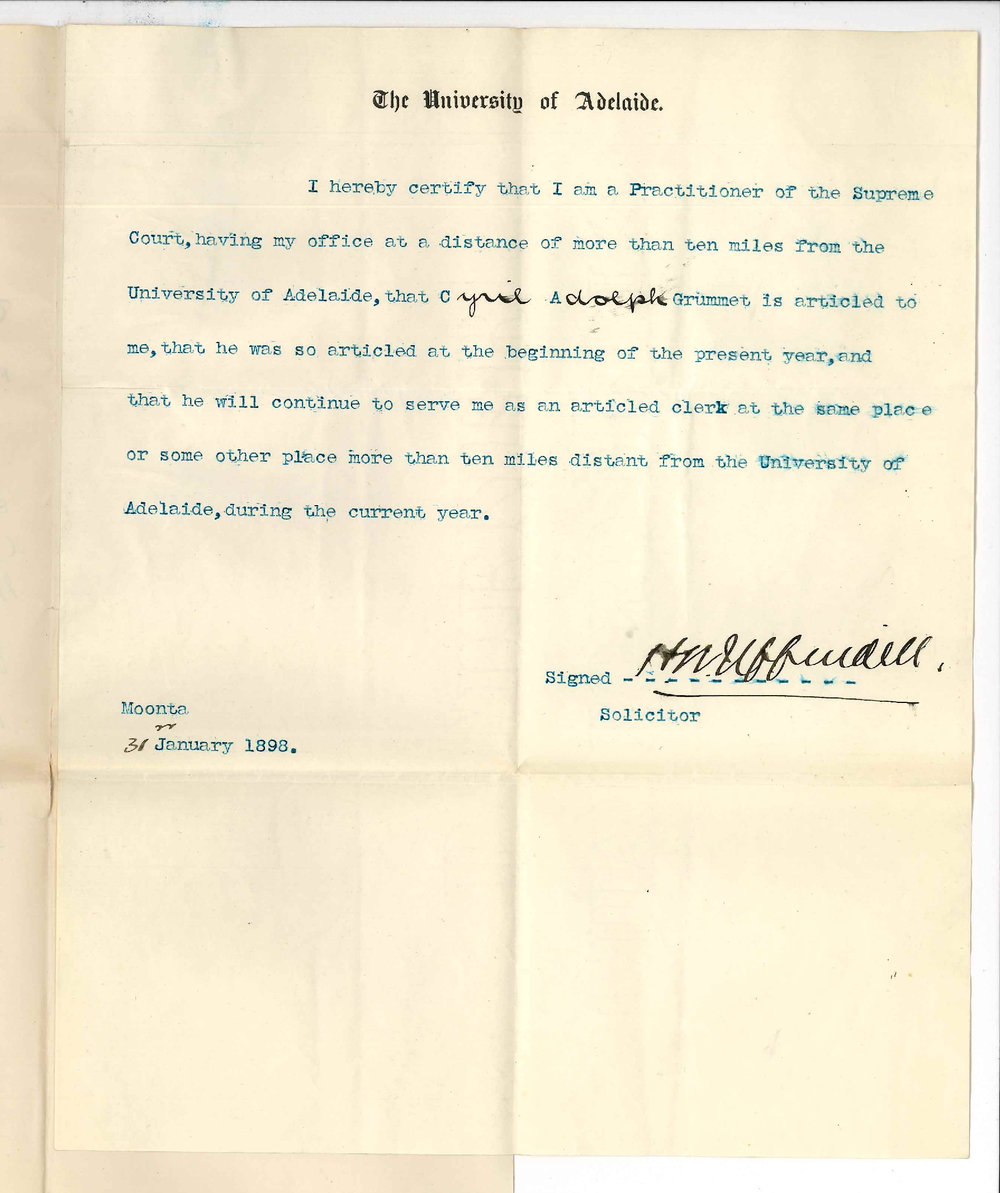 The University of Adelaide.
I hereby certify that I am a Practitioner of the Supreme
Court, having my office at a distance of more than ten miles from the
University of Adelaide, that Cyril Adolph Grummet is articled to
me, that he was so articled at the beginning of the present year, and
that he will continue to serve me as an articled clerk at the same place
or some other place more than ten miles distant from the University of
Adelaide, during the current year.
Signed H. W. Uffindell.
Solicitor
Moonta
31 January 1898.